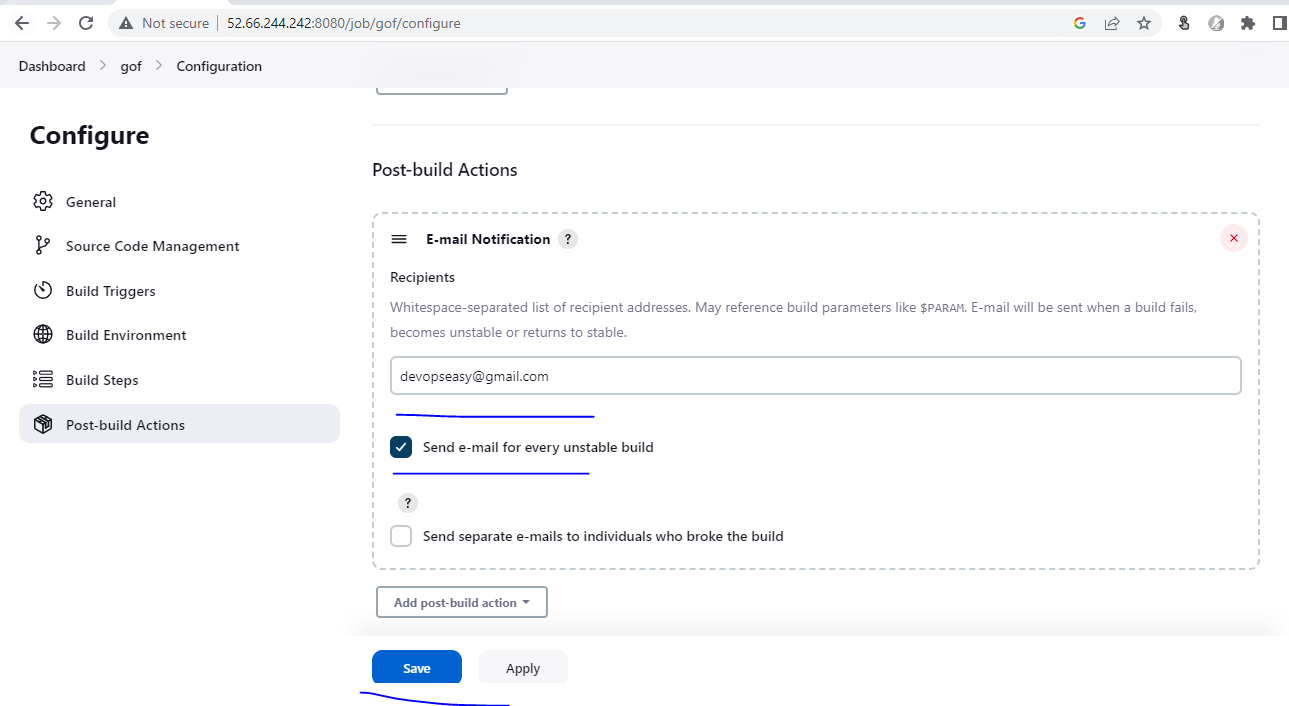 Not secure | 52.66.244.242:8080/job/gof/configure
Dashboard > gof > Configuration
Configure
General
Source Code Management
Build Triggers
Build Environment
Build Steps
Post-build Actions
Post-build Actions
E-mail Notification ?
Recipients
Whitespace-separated list of recipient addresses. May reference build parameters like $PARAM. E-mail will be sent when a build fails,
becomes unstable or returns to stable.
devopseasy@gmail.com
Send e-mail for every unstable build
?
Send separate e-mails to individuals who broke the build
Add post-build action
Save Apply